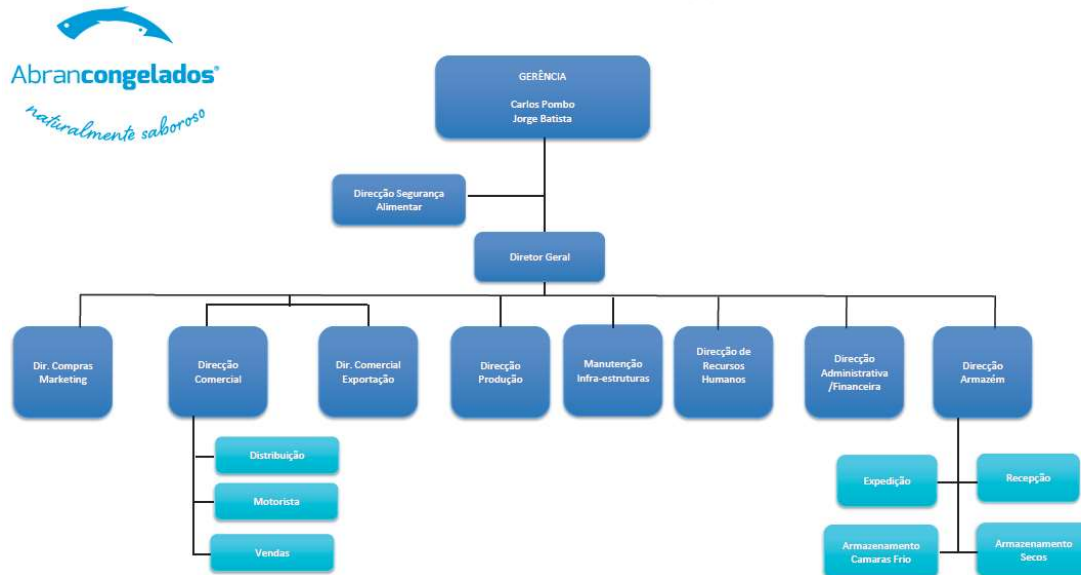 Abrancongelados®
naturalmente saboroso
GERÊNCIA
Carlos Pombo
Jorge Batista
Direcção Segurança
Alimentar
Diretor Geral
Dir. Compras
Marketing
Direcção
Comercial
Dir. Comercial
Exportação
Direcção
Produção
Manutenção
Infra-estruturas
Direcção de
Recursos
Humanos
Direcção
Administrativa
/Financeira
Direcção
Armazém
Distribuição
Motorista
Vendas
Expedição
Recepção
Armazenamento
Camaras Frio
Armazenamento
Secos